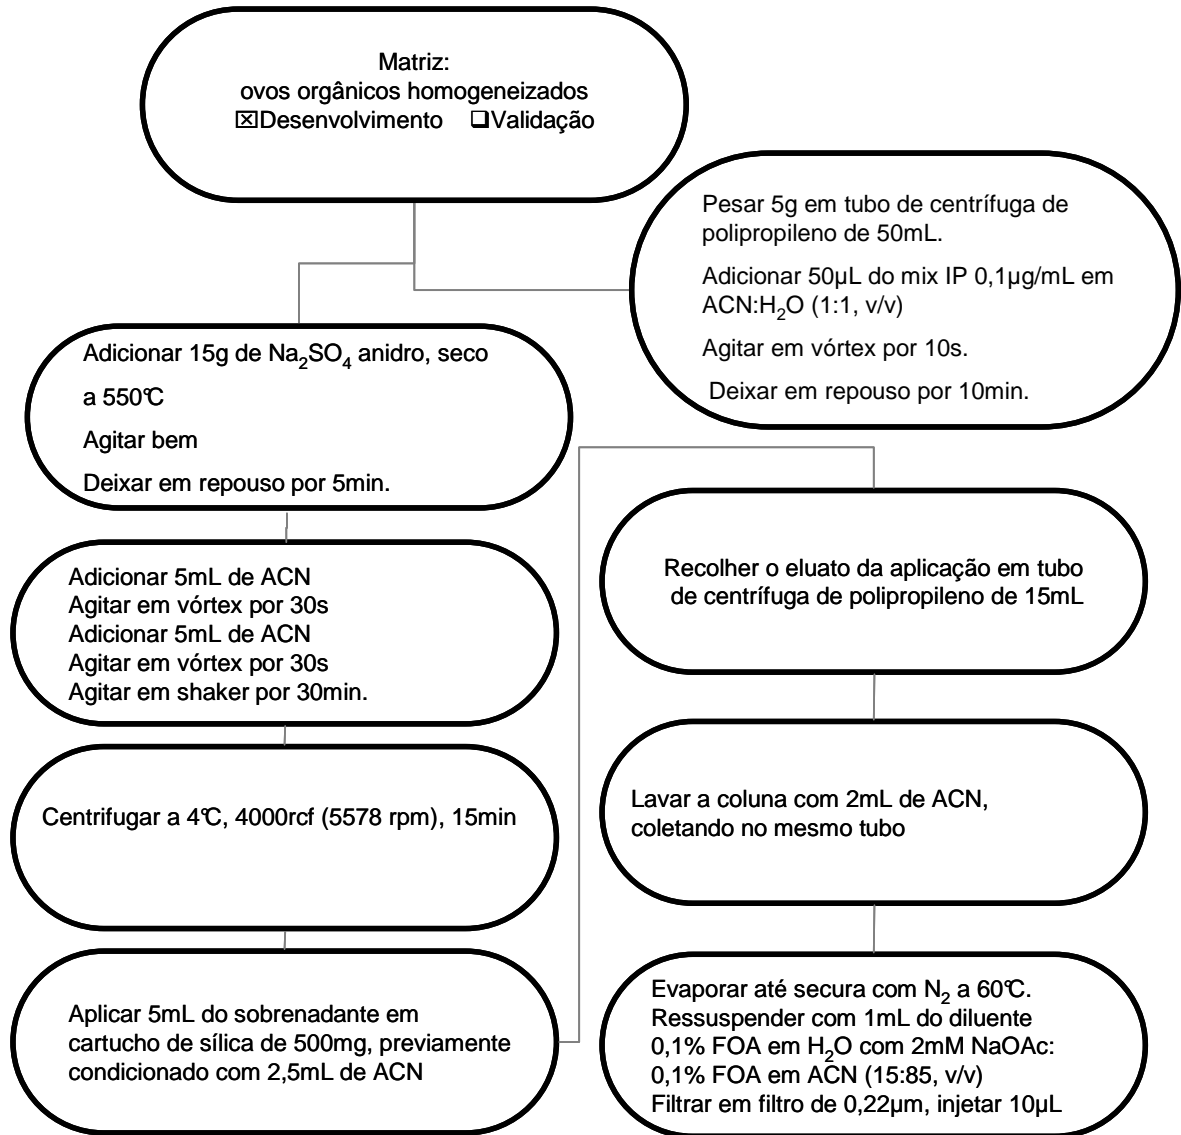 Matriz:
ovos orgânicos homogeneizados
☒Desenvolvimento ❑Validação
Pesar 5g em tubo de centrífuga de
polipropileno de 50mL.
Adicionar 50µL do mix IP 0,1µg/mL em
ACN:H₂O (1:1, v/v)
Agitar em vórtex por 10s.
Deixar em repouso por 10min.
Adicionar 15g de Na₂SO₄ anidro, seco
a 550°C
Agitar bem
Deixar em repouso por 5min.
Adicionar 5mL de ACN
Agitar em vórtex por 30s
Adicionar 5mL de ACN
Agitar em vórtex por 30s
Agitar em shaker por 30min.
Centrifugar a 4°C, 4000rcf (5578 rpm), 15min
Aplicar 5mL do sobrenadante em
cartucho de sílica de 500mg, previamente
condicionado com 2,5mL de ACN
Recolher o eluato da aplicação em tubo
de centrífuga de polipropileno de 15mL
Lavar a coluna com 2mL de ACN,
coletando no mesmo tubo
Evaporar até secura com N₂ a 60°C.
Ressuspender com 1mL do diluente
0,1% FOA em H₂O com 2mM NaOAc:
0,1% FOA em ACN (15:85, v/v)
Filtrar em filtro de 0,22µm, injetar 10µL